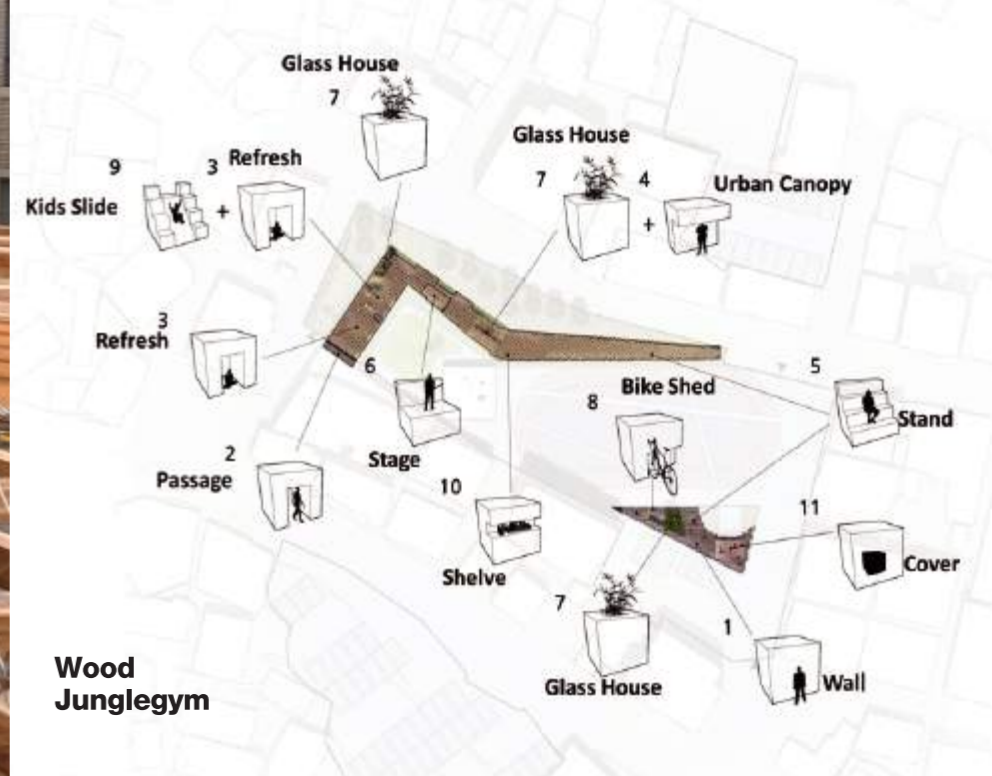 Glass House
7
Glass House
7
4
Urban Canopy
+
9
Kids Slide
3
Refresh
+
3
Refresh
6
Stage
5
Stand
Bike Shed
8
2
Passage
10
Shelve
11
Cover
7
Glass House
1
Wall
Wood
Junglegym